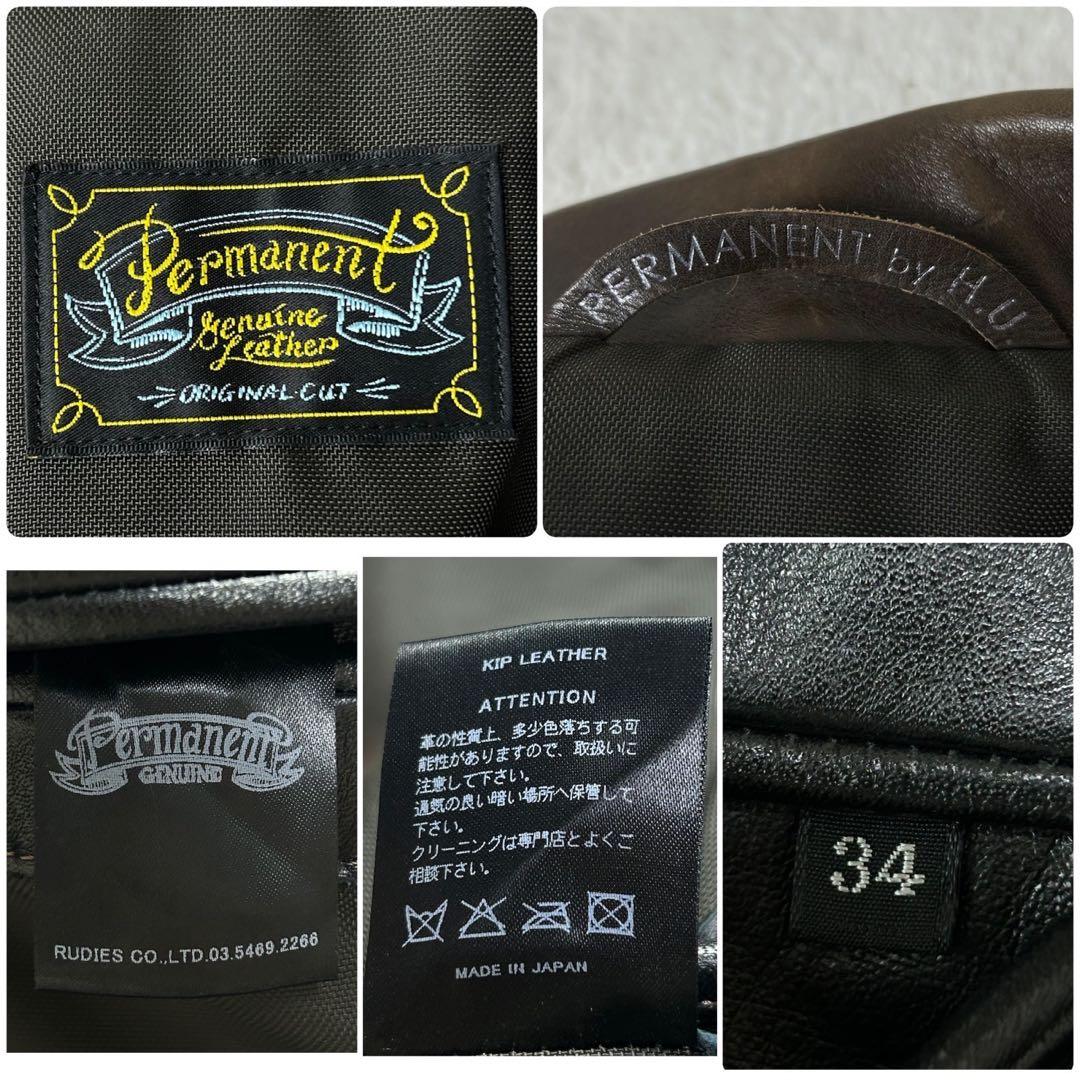 Permanent
Genuine
Leather
ORIGINAL-CUT
PERMANENT by H.U
Permanent
GENUINE
RUDIES CO.,LTD.03.5469.2266
KIP LEATHER
ATTENTION
革の性質上、多少色落ちする可
能性がありますので、取扱いに
注意して下さい。
通気の良い暗い場所へ保管して
下さい。
クリーニングは専門店とよくご
相談下さい。
MADE IN JAPAN
34